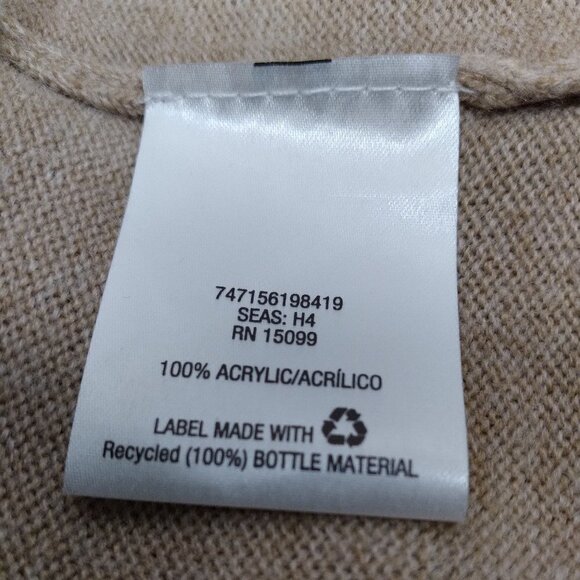 747156198419
SEAS: H4
RN 15099
100% ACRYLIC/ACRÍLICO
LABEL MADE WITH
Recycled (100%) BOTTLE MATERIAL